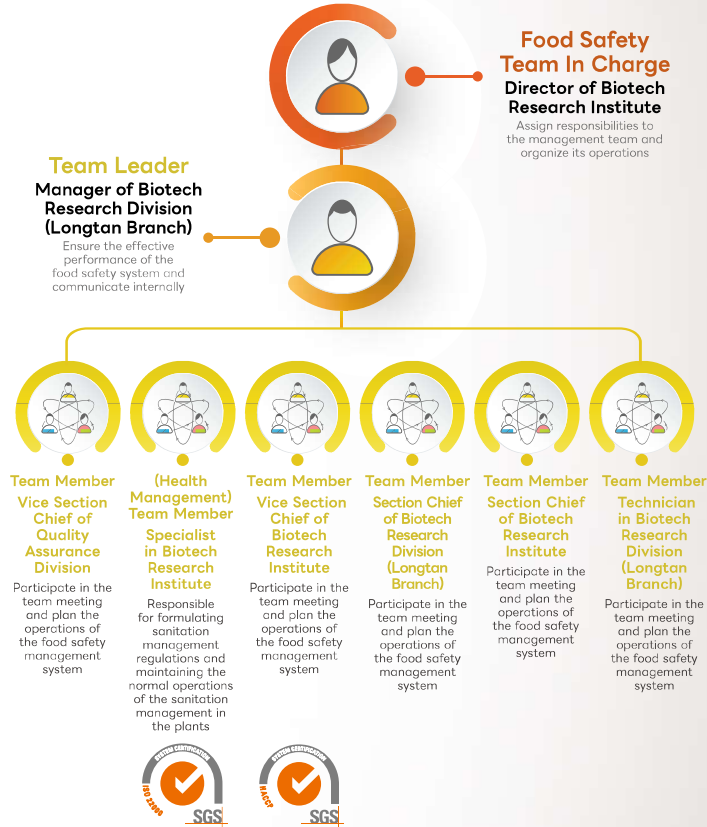 Food Safety
Team In Charge
Director of Biotech
Research Institute
Assign responsibilities to
the management team and
organize its operations
Team Leader
Manager of Biotech
Research Division
(Longtan Branch)
Ensure the effective
performance of the
food safety system and
communicate internally
Team Member
Vice Section
Chief of
Quality
Assurance
Division
Participate in the
team meeting
and plan the
operations of
the food safety
management
system
(Health
Management)
Team Member
Specialist
in Biotech
Research
Institute
Responsible
for formulating
sanitation
management
regulations and
maintaining the
normal operations
of the sanitation
management in
the plants
Team Member
Vice Section
Chief of
Biotech
Research
Institute
Participate in the
team meeting
and plan the
operations of
the food safety
management
system
Team Member
Section Chief
of Biotech
Research
Division
(Longtan
Branch)
Participate in the
team meeting
and plan the
operations of
the food safety
management
system
Team Member
Section Chief
of Biotech
Research
Institute
Participate in the
team meeting
and plan the
operations of
the food safety
management
system
Team Member
Technician
in Biotech
Research
Division
(Longtan
Branch)
Participate in the
team meeting
and plan the
operations of
the food safety
management
system
SYSTEM CERTIFICATION
ISO 22000
SGS
SYSTEM CERTIFICATION
HACCP
SGS